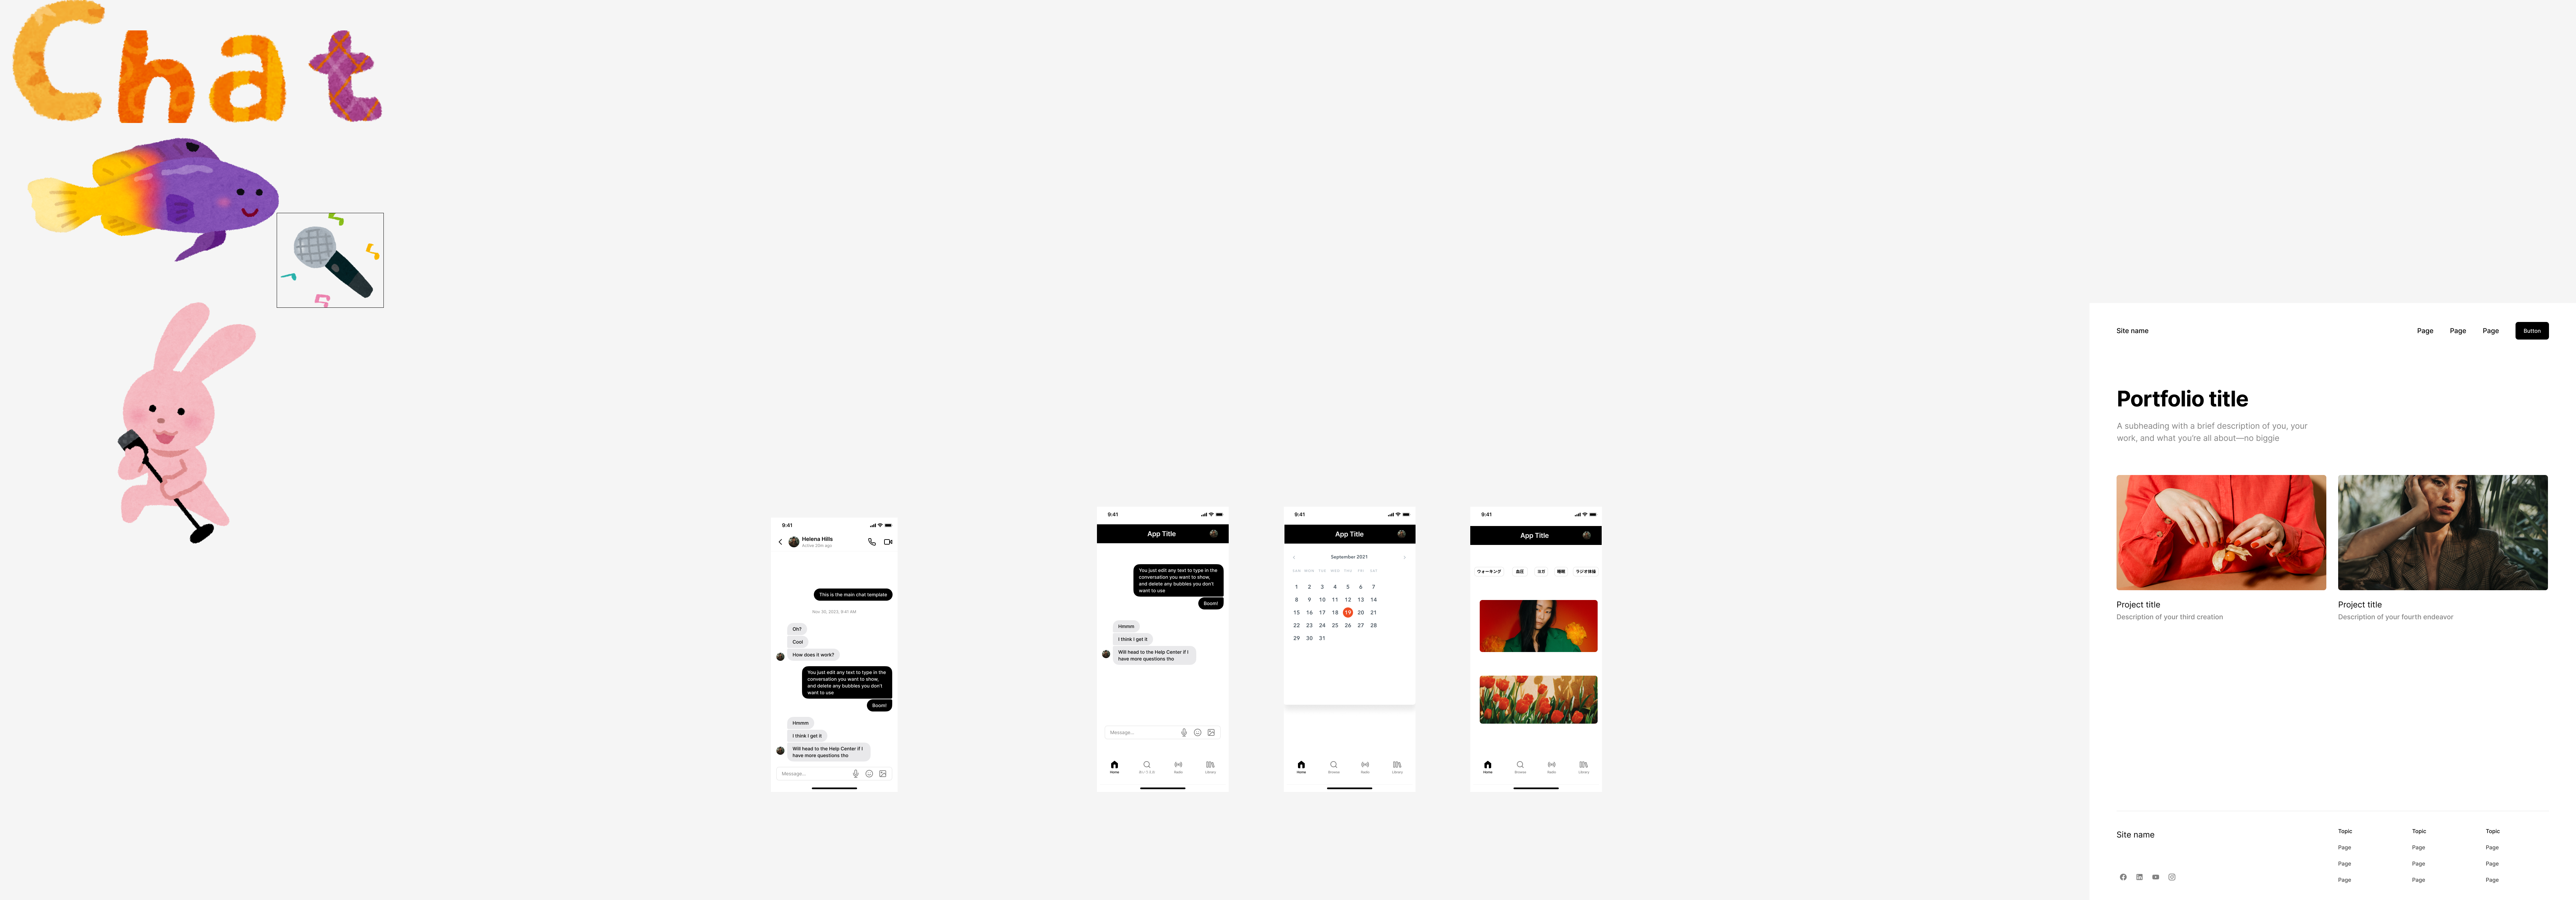 Chat
9:41
Helena Hills
Active 20m ago
This is the main chat template
Nov 30, 2023, 9:41 AM
Oh?
Cool
How does it work?
You just edit any text to type in the
conversation you want to show,
and delete any bubbles you don't
want to use
Boom!
Hmmm
I think I get it
Will head to the Help Center if I
have more questions tho
Message...
9:41
App Title
You just edit any text to type in the
conversation you want to show,
and delete any bubbles you don't
want to use
Boom!
Hmmm
I think I get it
Will head to the Help Center if I
have more questions tho
Message...
Home Radio Library
9:41
App Title
September 2021
SUN MON TUE WED THU FRI SAT
1 2 3 4 5 6 7
8 9 10 11 12 13 14
15 16 17 18 19 20 21
22 23 24 25 26 27 28
29 30 31
Home Browse Radio Library
9:41
App Title
ウォーキング 血圧 ヨガ 睡眠 ラジオ体操
Home Browse Radio Library
Site name Page Page Page Button
Portfolio title
A subheading with a brief description of you, your
work, and what you're all about—no biggie
Project title
Description of your third creation
Project title
Description of your fourth endeavor
Site name
Topic Topic Topic
Page Page Page
Page Page Page
Page Page Page